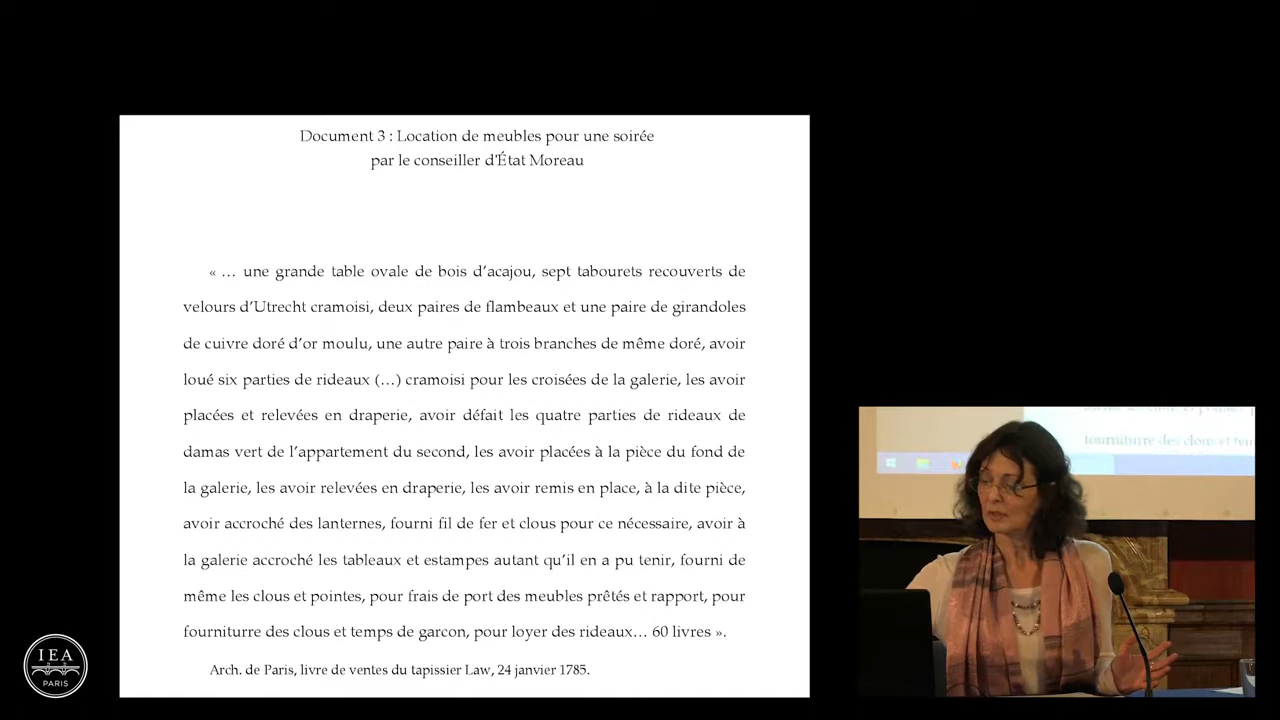 Document 3 : Location de meubles pour une soirée
par le conseiller d'État Moreau
« … une grande table ovale de bois d’acajou, sept tabourets recouverts de
velours d’Utrecht cramoisi, deux paires de flambeaux et une paire de girandoles
de cuivre doré d’or moulu, une autre paire à trois branches de même doré, avoir
loué six parties de rideaux (…) cramoisi pour les croisées de la galerie, les avoir
placées et relevées en draperie, avoir défait les quatre parties de rideaux de
damas vert de l’appartement du second, les avoir placées à la pièce du fond de
la galerie, les avoir relevées en draperie, les avoir remis en place, à la dite pièce,
avoir accroché des lanternes, fourni fil de fer et clous pour ce nécessaire, avoir à
la galerie accroché les tableaux et estampes autant qu’il en a pu tenir, fourni de
même les clous et pointes, pour frais de port des meubles prêtés et rapport, pour
fourniturre des clous et temps de garcon, pour loyer des rideaux… 60 livres ».
Arch. de Paris, livre de ventes du tapissier Law, 24 janvier 1785.
fourniturre des clous et
IEA
PARIS